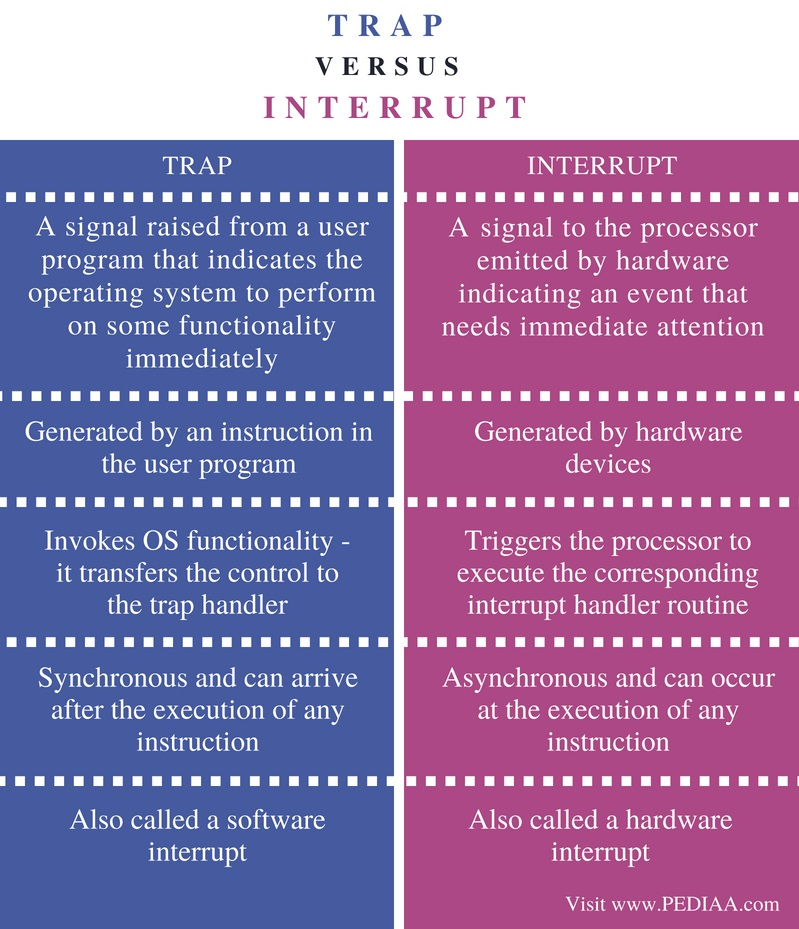 TRAP
VERSUS
INTERRUPT
TRAP
A signal raised from a user
program that indicates the
operating system to perform
on some functionality
immediately
Generated by an instruction in
the user program
Invokes OS functionality -
it transfers the control to
the trap handler
Synchronous and can arrive
after the execution of any
instruction
Also called a software
interrupt
INTERRUPT
A signal to the processor
emitted by hardware
indicating an event that
needs immediate attention
Generated by hardware
devices
Triggers the processor to
execute the corresponding
interrupt handler routine
Asynchronous and can occur
at the execution of any
instruction
Also called a hardware
interrupt
Visit www.PEDIAA.com